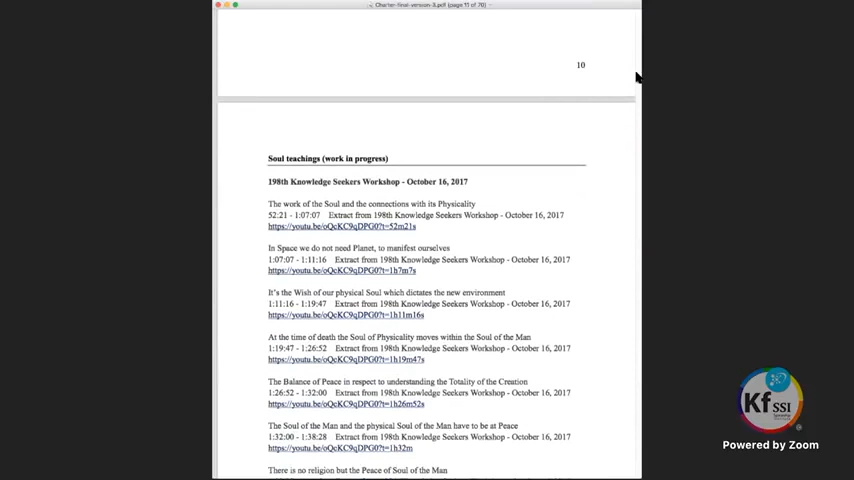 Charter-final-version-3.pdf (page 11 of 70)
10
Soul teachings (work in progress)
198th Knowledge Seekers Workshop - October 16, 2017
The work of the Soul and the connections with its Physicality
52:21 - 1:07:07 Extract from 198th Knowledge Seekers Workshop - October 16, 2017
https://youtu.be/oQcKC9qDPG0?t=52m21s
In Space we do not need Planet, to manifest ourselves
1:07:07 - 1:11:16 Extract from 198th Knowledge Seekers Workshop - October 16, 2017
https://youtu.be/oQcKC9qDPG0?t=1h7m7s
It's the Wish of our physical Soul which dictates the new environment
1:11:16 - 1:19:47 Extract from 198th Knowledge Seekers Workshop - October 16, 2017
https://youtu.be/oQcKC9qDPG0?t=1h11m16s
At the time of death the Soul of Physicality moves within the Soul of the Man
1:19:47 - 1:26:52 Extract from 198th Knowledge Seekers Workshop - October 16, 2017
https://youtu.be/oQcKC9qDPG0?t=1h19m47s
The Balance of Peace in respect to understanding the Totality of the Creation
1:26:52 - 1:32:00 Extract from 198th Knowledge Seekers Workshop - October 16, 2017
https://youtu.be/oQcKC9qDPG0?t=1h26m52s
The Soul of the Man and the physical Soul of the Man have to be at Peace
1:32:00 - 1:38:28 Extract from 198th Knowledge Seekers Workshop - October 16, 2017
https://youtu.be/oQcKC9qDPG0?t=1h32m
There is no religion but the Peace of Soul of the Man
Kf SSI
Powered by Zoom